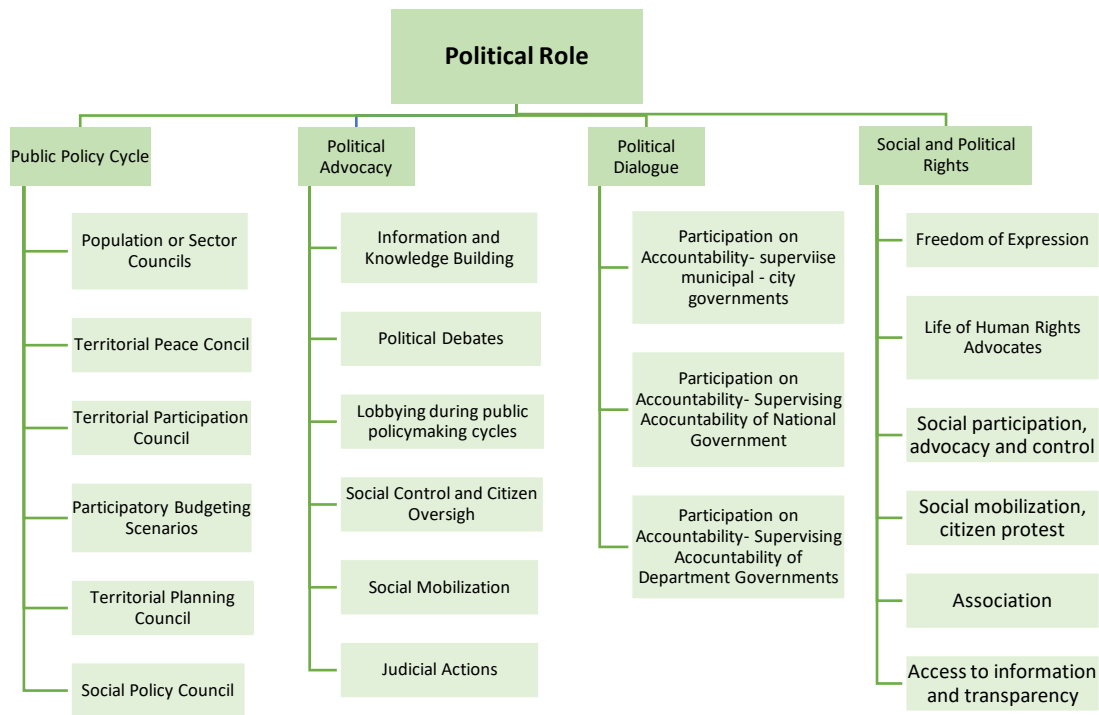 Political Role
Public Policy Cycle
Population or Sector
Councils
Territorial Peace Concil
Territorial Participation
Council
Participatory Budgeting
Scenarios
Territorial Planning
Council
Social Policy Council
Political
Advocacy
Information and
Knowledge Building
Political Debates
Lobbying during public
policymaking cycles
Social Control and Citizen
Oversigh
Social Mobilization
Judicial Actions
Political
Dialogue
Participation on
Accountability- superviise
municipal - city
governments
Participation on
Accountability- Supervising
Acocuntability of National
Government
Participation on
Accountability- Supervising
Acocuntability of
Department Governments
Social and Political
Rights
Freedom of Expression
Life of Human Rights
Advocates
Social participation,
advocacy and control
Social mobilization,
citizen protest
Association
Access to information
and transparency